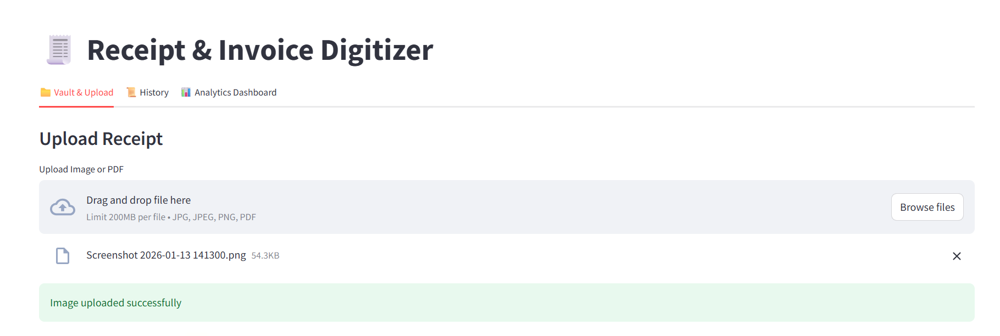 Receipt & Invoice Digitizer
Vault & Upload History Analytics Dashboard
Upload Receipt
Upload Image or PDF
Drag and drop file here
Limit 200MB per file • JPG, JPEG, PNG, PDF
Browse files
Screenshot 2026-01-13 141300.png 54.3KB
Image uploaded successfully